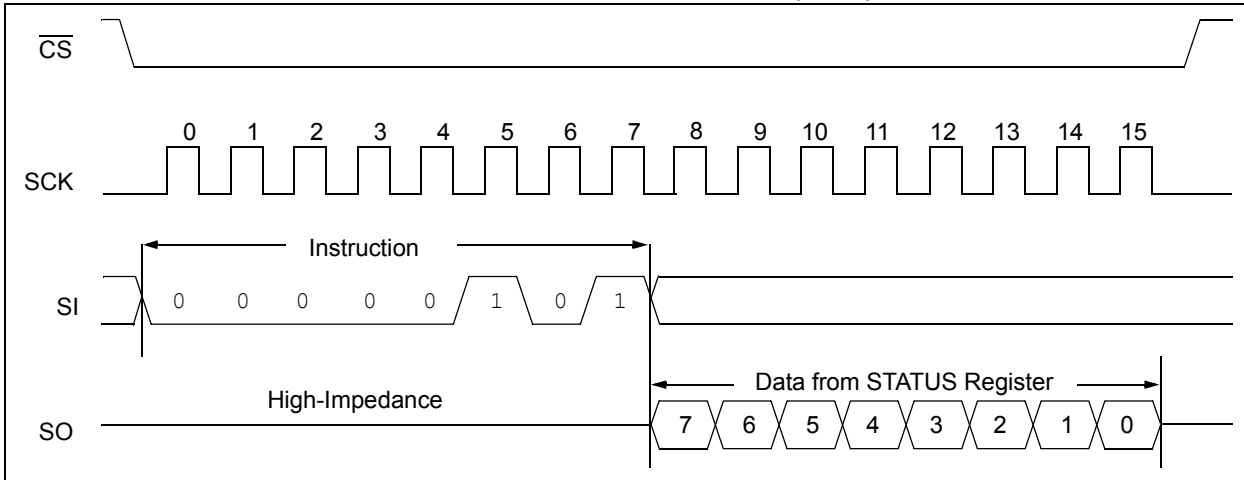 CS
0 1 2 3 4 5 6 7 8 9 10 11 12 13 14 15
SCK
Instruction
SI 0 0 0 0 0 1 0 1
Data from STATUS Register
High-Impedance
SO 7 6 5 4 3 2 1 0